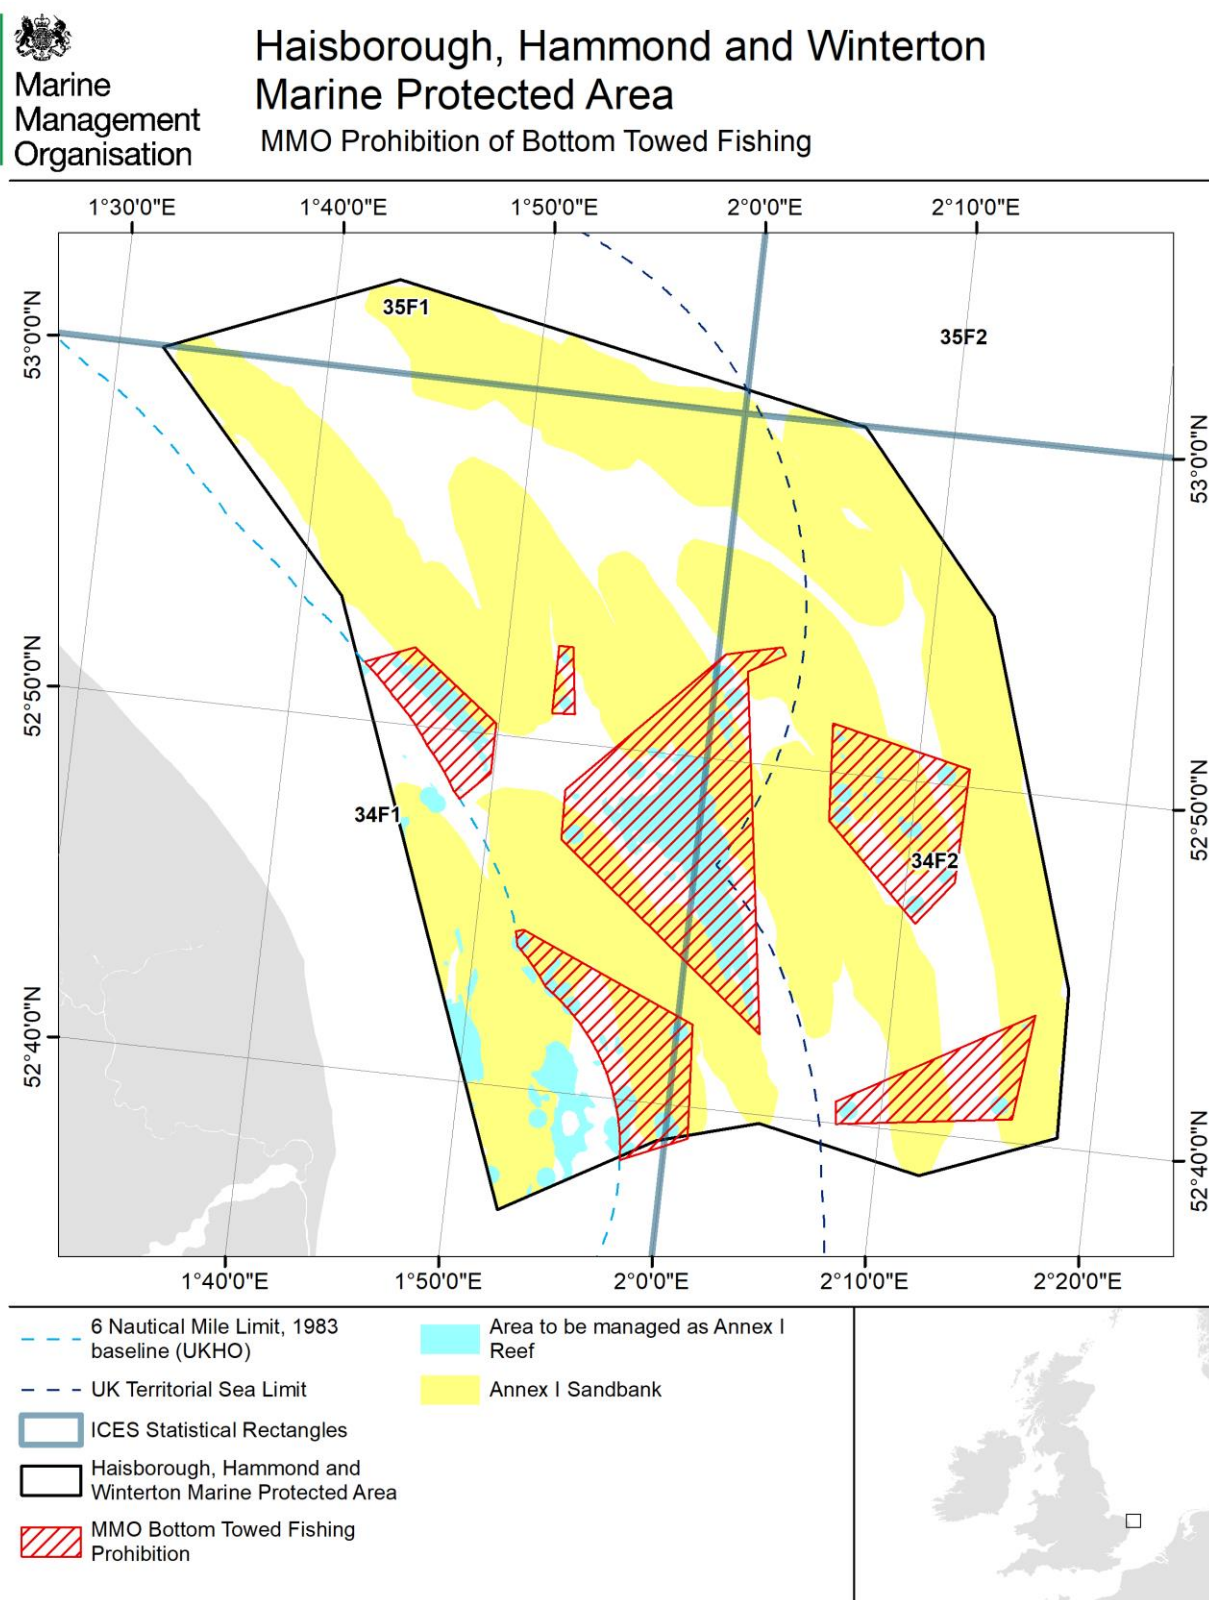 Marine
Management
Organisation
Haisborough, Hammond and Winterton
Marine Protected Area
MMO Prohibition of Bottom Towed Fishing
1°30'0"E
1°40'0"E
1°50'0"E
2°0'0"E
2°10'0"E
53°0'0"N
35F1
35F2
53°0'0"N
52°50'0"N
34F1
34F2
52°50'0"N
52°40'0"N
52°40'0"N
1°40'0"E
1°50'0"E
2°0'0"E
2°10'0"E
2°20'0"E
6 Nautical Mile Limit, 1983
baseline (UKHO)
UK Territorial Sea Limit
ICES Statistical Rectangles
Haisborough, Hammond and
Winterton Marine Protected Area
MMO Bottom Towed Fishing
Prohibition
Area to be managed as Annex I
Reef
Annex I Sandbank